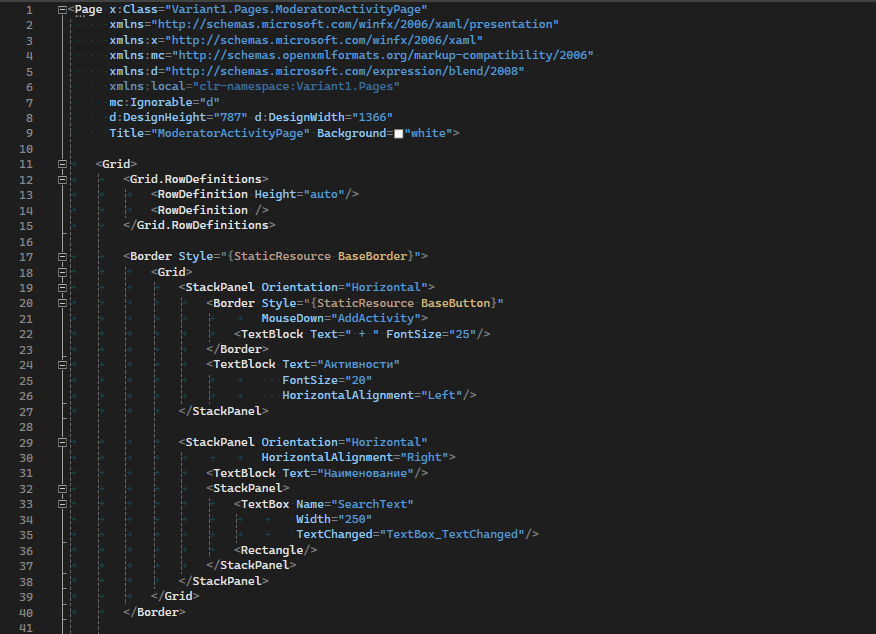 1 <Page x:Class="Variant1.Pages.ModeratorActivityPage"
2 xmlns="http://schemas.microsoft.com/winfx/2006/xaml/presentation"
3 xmlns:x="http://schemas.microsoft.com/winfx/2006/xaml"
4 xmlns:mc="http://schemas.openxmlformats.org/markup-compatibility/2006"
5 xmlns:d="http://schemas.microsoft.com/expression/blend/2008"
6 xmlns:local="clr-namespace:Variant1.Pages"
7 mc:Ignorable="d"
8 d:DesignHeight="787" d:DesignWidth="1366"
9 Title="ModeratorActivityPage" Background="white">
10
11 <Grid>
12 <Grid.RowDefinitions>
13 <RowDefinition Height="auto"/>
14 <RowDefinition />
15 </Grid.RowDefinitions>
16
17 <Border Style="{StaticResource BaseBorder}">
18 <Grid>
19 <StackPanel Orientation="Horizontal">
20 <Border Style="{StaticResource BaseButton}"
21 MouseDown="AddActivity">
22 <TextBlock Text=" + " FontSize="25"/>
23 </Border>
24 <TextBlock Text="Активности"
25 FontSize="20"
26 HorizontalAlignment="Left"/>
27 </StackPanel>
28
29 <StackPanel Orientation="Horizontal"
30 HorizontalAlignment="Right">
31 <TextBlock Text="Наименование"/>
32 <StackPanel>
33 <TextBox Name="SearchText"
34 Width="250"
35 TextChanged="TextBox_TextChanged"/>
36 <Rectangle/>
37 </StackPanel>
38 </StackPanel>
39 </Grid>
40 </Border>
41